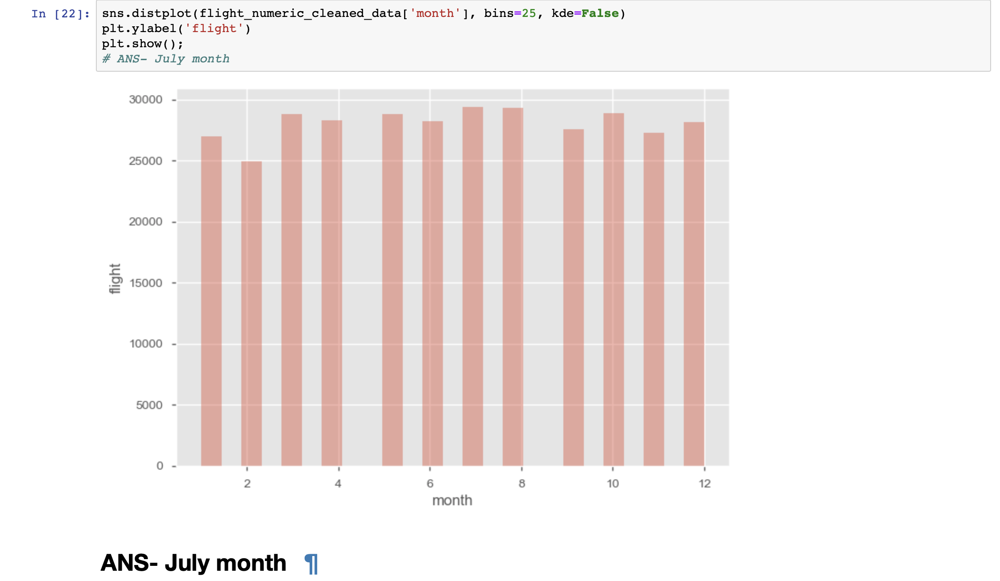 In [22]: sns.distplot(flight_numeric_cleaned_data['month'], bins=25, kde=False)
plt.ylabel('flight')
plt.show();
# ANS- July month
30000
25000
20000
15000
10000
5000
0
flight
2 4 6 8 10 12
month
ANS- July month ¶